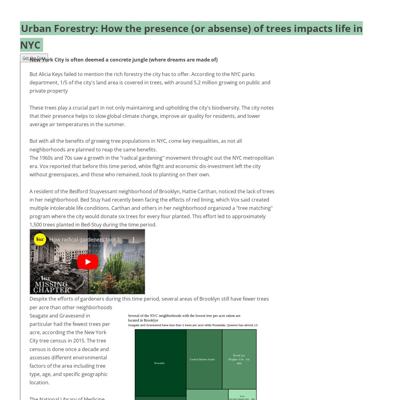 Urban Forestry: How the presence (or absense) of trees impacts life in
NYC
New York City is often deemed a concrete jungle (where dreams are made of)
But Alicia Keys failed to mention the rich forestry the city has to offer. According to the NYC parks
department, 1/5 of the city's land area is covered in trees, with around 5.2 million growing on public and
private property
These trees play a crucial part in not only maintaining and upholding the city's biodiversity. The city notes
that their presence helps to slow global climate change, improve air quality for residents, and lower
average air temperatures in the summer.
But with all the benefits of growing tree populations in NYC, come key inequalities, as not all
neighborhoods are planned to reap the same benefits.
The 1960s and 70s saw a growth in the "radical gardening" movement throughout the NYC metropolitan
era. Vox reported that before this time period, white flight and economic dis-investment left the city
without greenspaces, and those who remained, took to planting on their own.
A resident of the Bedford Stuyvesant neighborhood of Brooklyn, Hattie Carthan, noticed the lack of trees
in her neighborhood. Bed Stuy had recently been facing the effects of red lining, which Vox said created
multiple intolerable life conditions. Carthan and others in her neighborhood organized a "tree matching"
program where the city would donate six trees for every four planted. This effort led to approximately
1,500 trees planted in Bed-Stuy during the time period.
How radical gardeners took b
MISSING
CHAPTER
Despite the efforts of gardeners during this time period, several areas of Brooklyn still have fewer trees
per acre than other neighborhoods
Seagate and Gravesend in
particular had the fewest trees per
acre, according the the New York
City tree census in 2015. The tree
census is done once a decade and
accesses different environmental
factors of the area including tree
type, age, and specific geographic
location.
Several of the NYC neighborhoods with the lowest tree per acre ratios are
located in Brooklyn
The National Library of Medicine